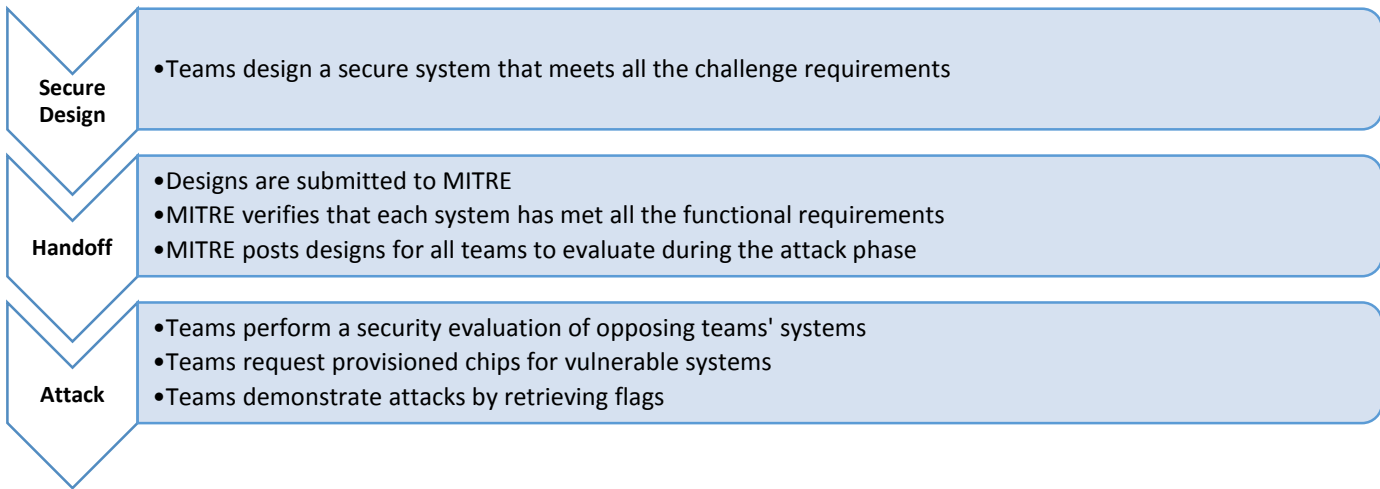 Secure
Design
•Teams design a secure system that meets all the challenge requirements
Handoff
•Designs are submitted to MITRE
•MITRE verifies that each system has met all the functional requirements
•MITRE posts designs for all teams to evaluate during the attack phase
Attack
•Teams perform a security evaluation of opposing teams' systems
•Teams request provisioned chips for vulnerable systems
•Teams demonstrate attacks by retrieving flags